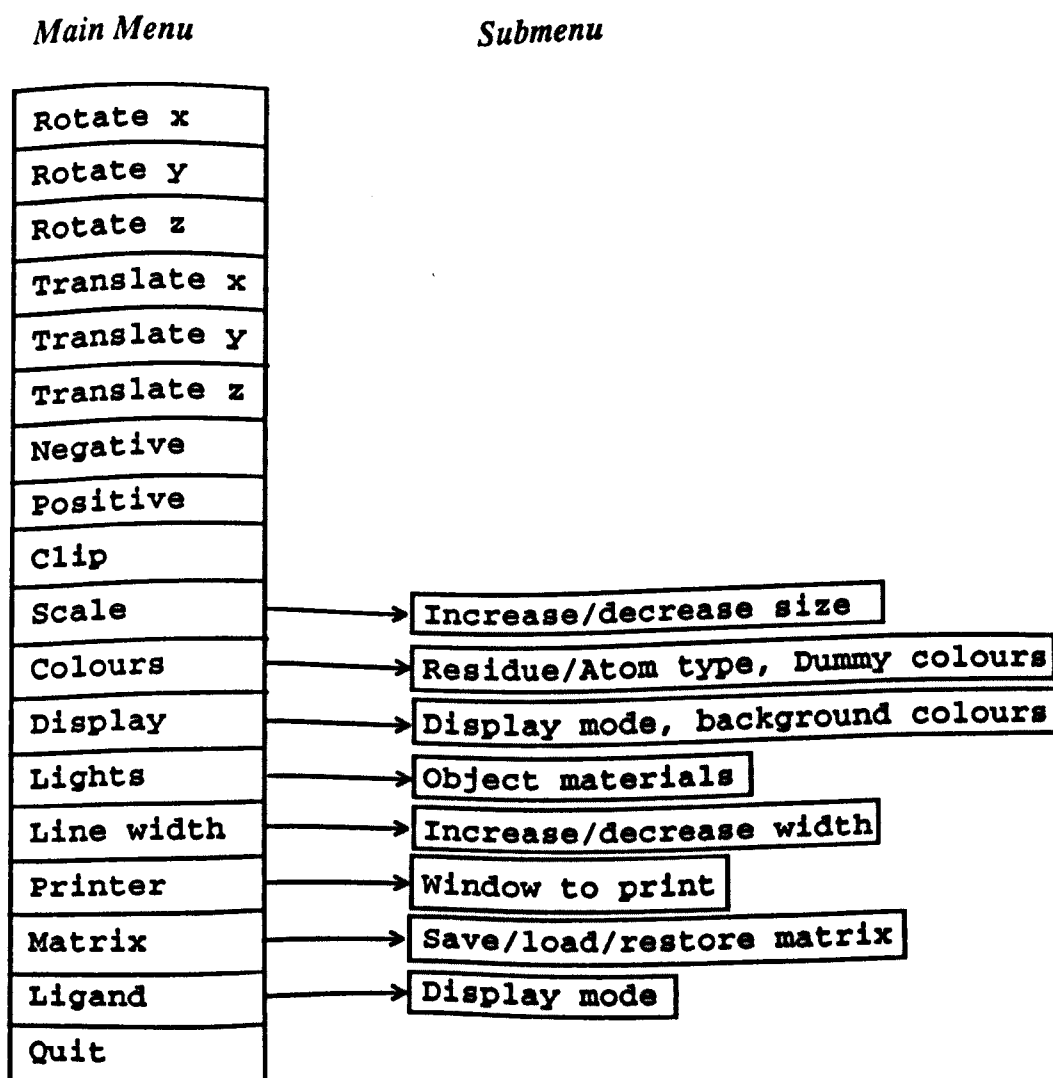 Main Menu Submenu
Rotate x
Rotate y
Rotate z
Translate x
Translate y
Translate z
Negative
Positive
Clip
Scale Increase/decrease size
Colours Residue/Atom type, Dummy colours
Display Display mode, background colours
Lights Object materials
Line width Increase/decrease width
Printer Window to print
Matrix Save/load/restore matrix
Ligand Display mode
Quit